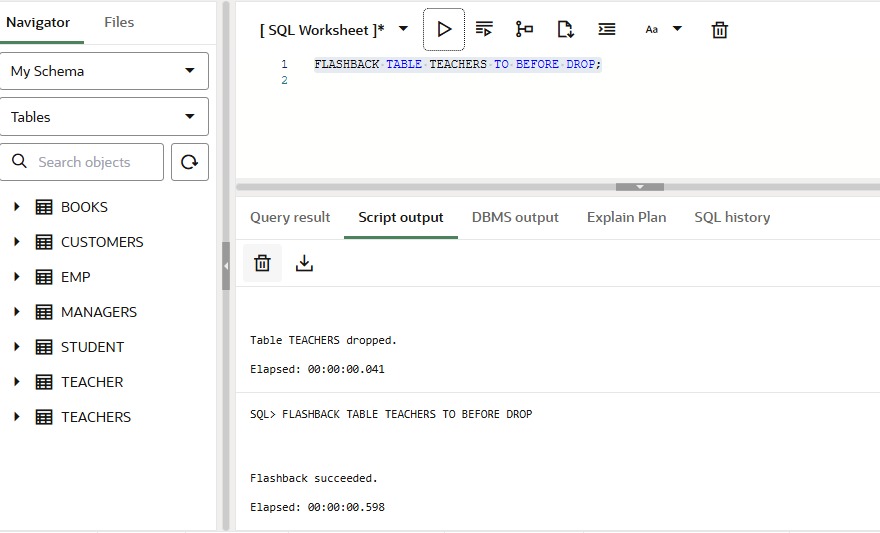 Navigator
Files
My Schema
Tables
Search objects
BOOKS
CUSTOMERS
EMP
MANAGERS
STUDENT
TEACHER
TEACHERS
[ SQL Worksheet ]*
Aa
1 FLASHBACK TABLE TEACHERS TO BEFORE DROP;
2
Query result Script output DBMS output Explain Plan SQL history
Table TEACHERS dropped.
Elapsed: 00:00:00.041
SQL> FLASHBACK TABLE TEACHERS TO BEFORE DROP
Flashback succeeded.
Elapsed: 00:00:00.598